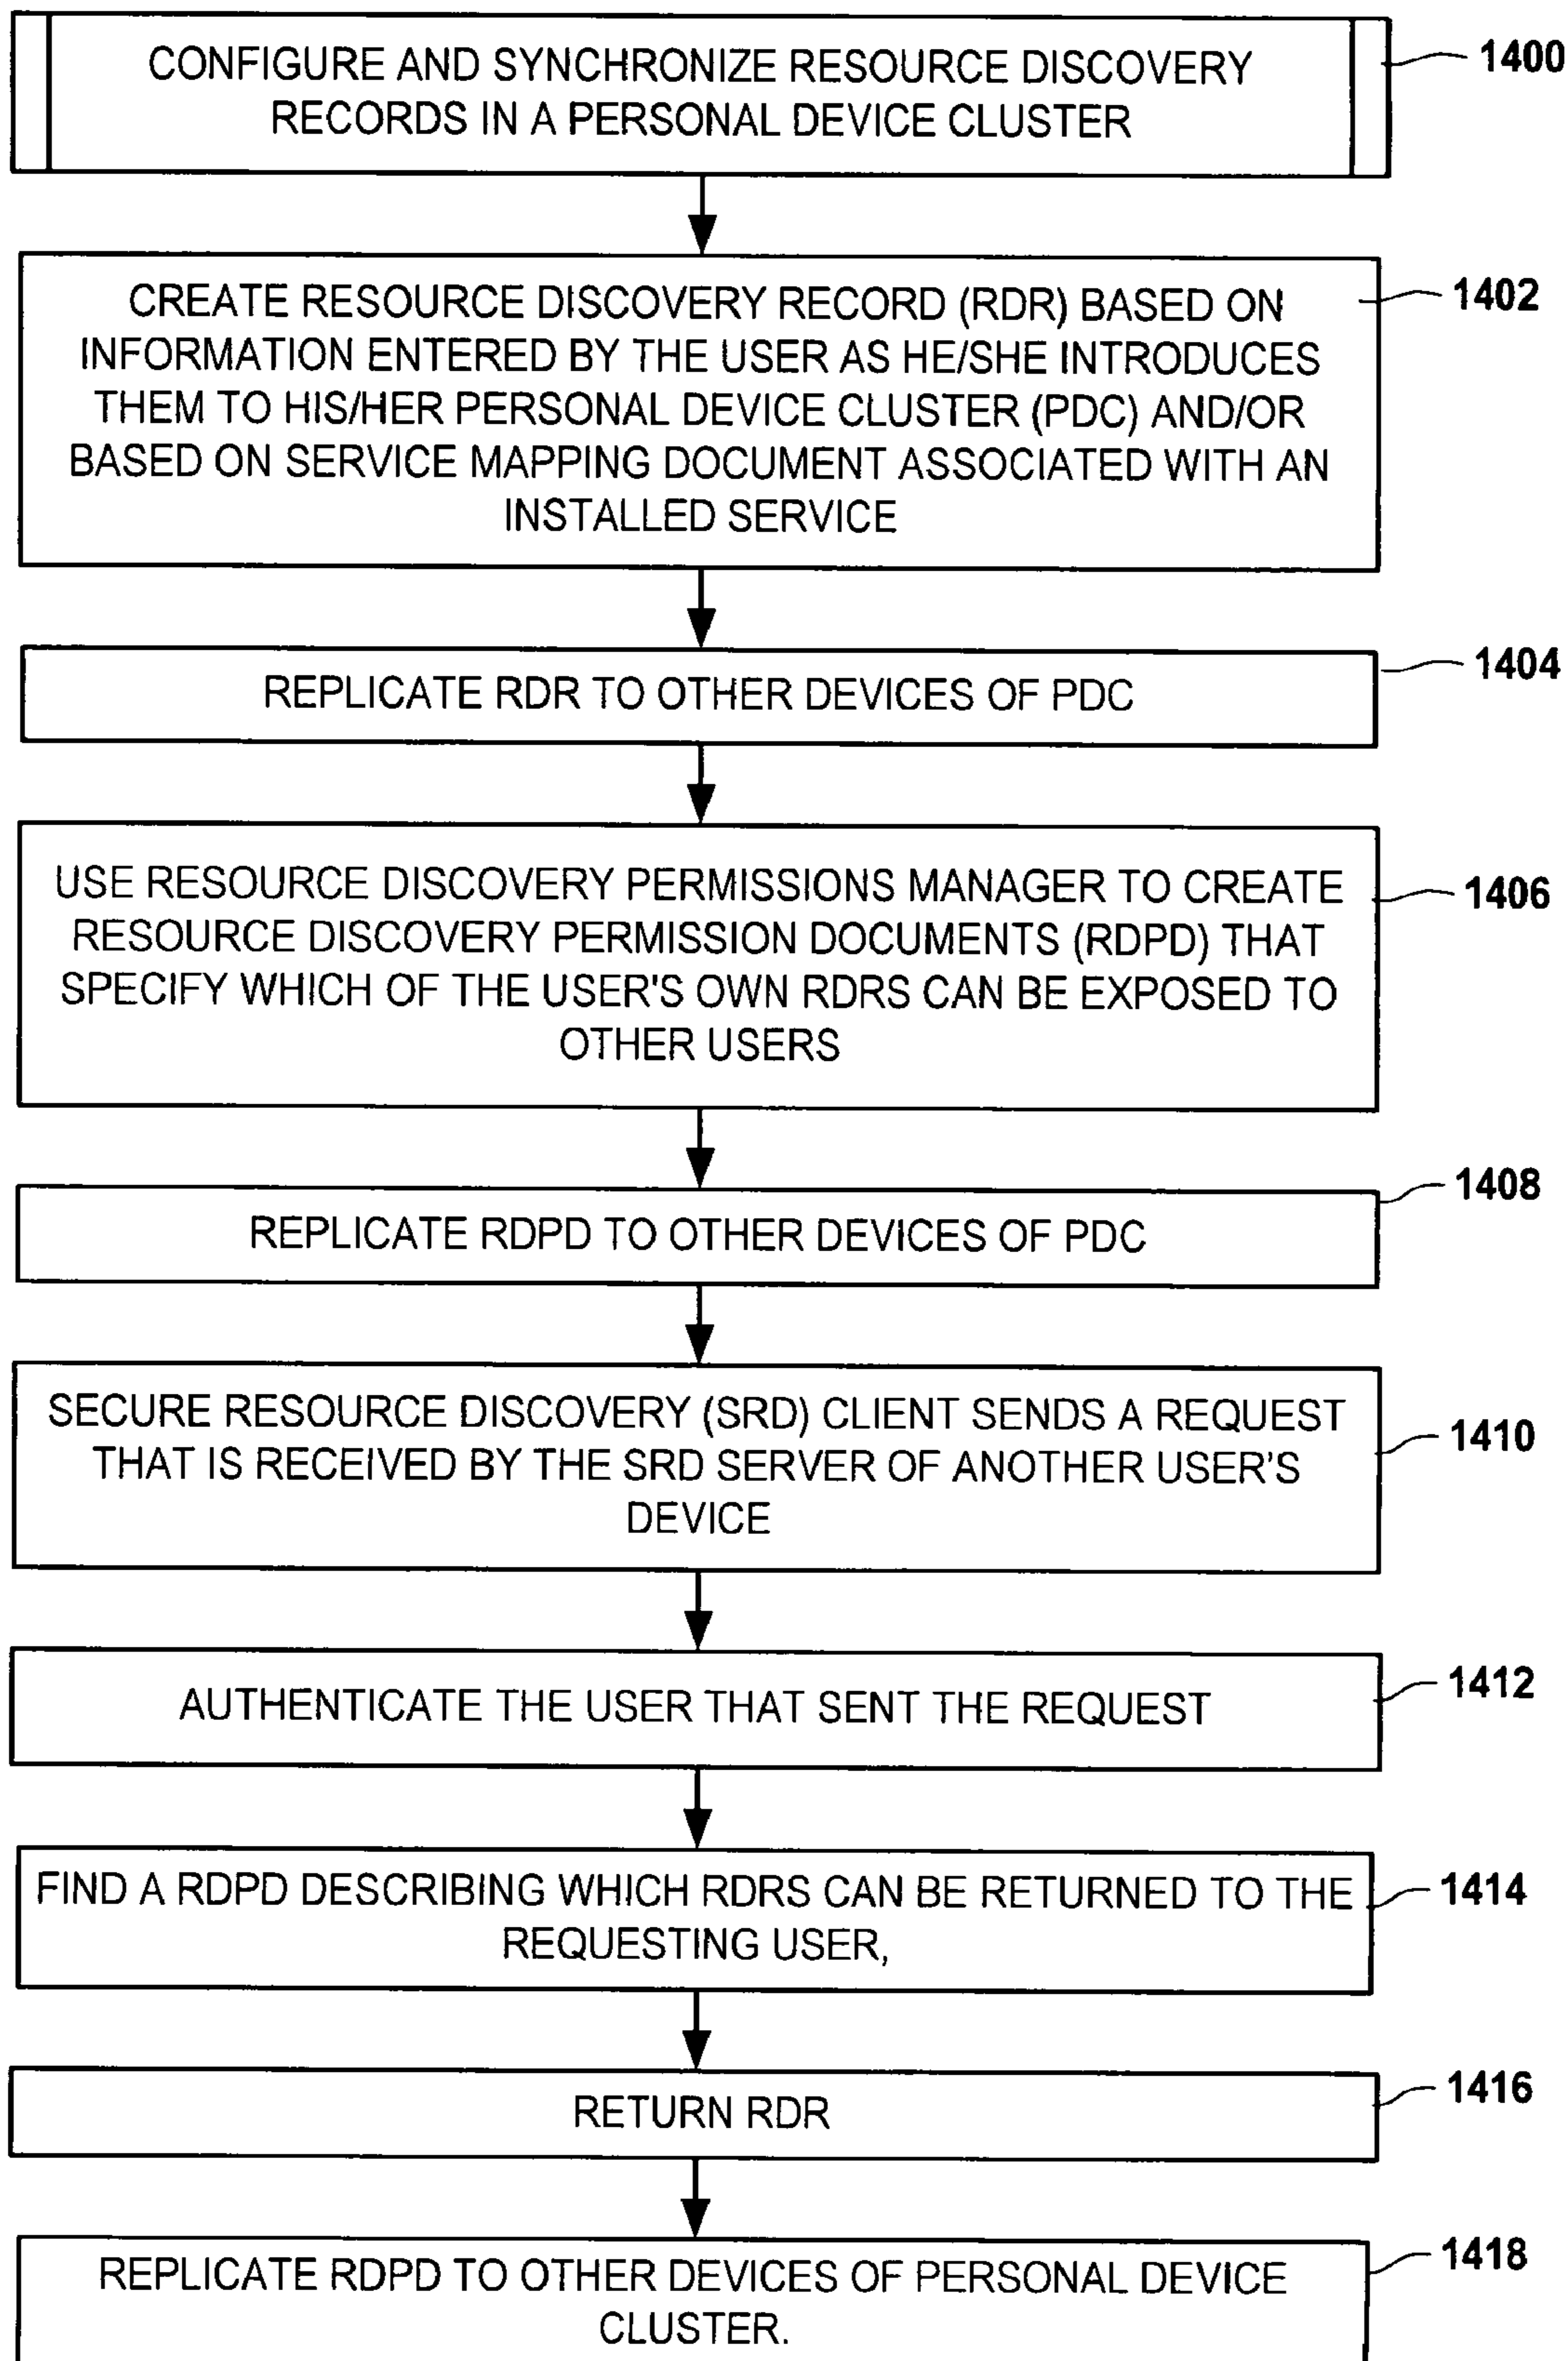 CONFIGURE AND SYNCHRONIZE RESOURCE DISCOVERY
RECORDS IN A PERSONAL DEVICE CLUSTER
1400
CREATE RESOURCE DISCOVERY RECORD (RDR) BASED ON
INFORMATION ENTERED BY THE USER AS HE/SHE INTRODUCES
THEM TO HIS/HER PERSONAL DEVICE CLUSTER (PDC) AND/OR
BASED ON SERVICE MAPPING DOCUMENT ASSOCIATED WITH AN
INSTALLED SERVICE
1402
REPLICATE RDR TO OTHER DEVICES OF PDC
1404
USE RESOURCE DISCOVERY PERMISSIONS MANAGER TO CREATE
RESOURCE DISCOVERY PERMISSION DOCUMENTS (RDPD) THAT
SPECIFY WHICH OF THE USER'S OWN RDRS CAN BE EXPOSED TO
OTHER USERS
1406
REPLICATE RDPD TO OTHER DEVICES OF PDC
1408
SECURE RESOURCE DISCOVERY (SRD) CLIENT SENDS A REQUEST
THAT IS RECEIVED BY THE SRD SERVER OF ANOTHER USER'S
DEVICE
1410
AUTHENTICATE THE USER THAT SENT THE REQUEST
1412
FIND A RDPD DESCRIBING WHICH RDRS CAN BE RETURNED TO THE
REQUESTING USER,
1414
RETURN RDR
1416
REPLICATE RDPD TO OTHER DEVICES OF PERSONAL DEVICE
CLUSTER.
1418